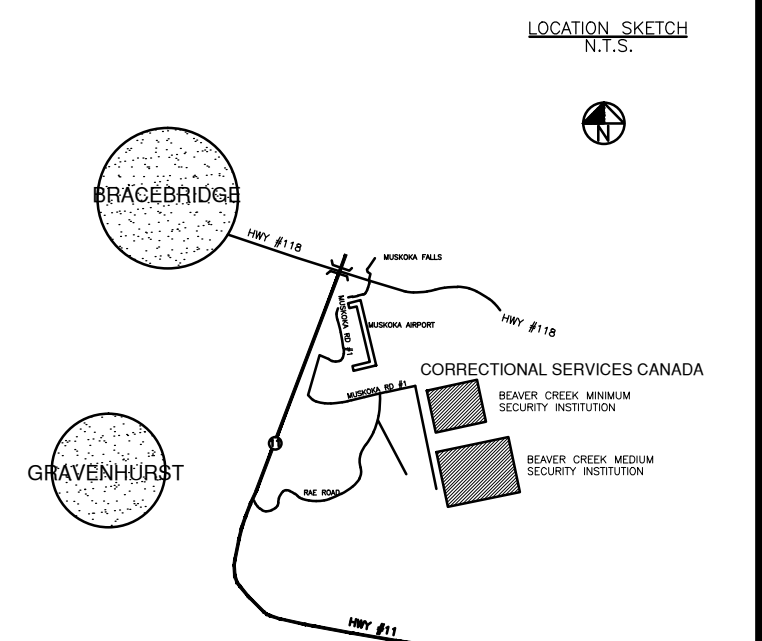 LOCATION SKETCH
N.T.S.
N
BRACEBRIDGE
HWY #118
MUSKOKA FALLS
MUSKOKA RD #1
MUSKOKA AIRPORT
HWY #118
CORRECTIONAL SERVICES CANADA
MUSKOKA RD #1
BEAVER CREEK MINIMUM
SECURITY INSTITUTION
11
BEAVER CREEK MEDIUM
SECURITY INSTITUTION
GRAVENHURST
RAE ROAD
HWY #11